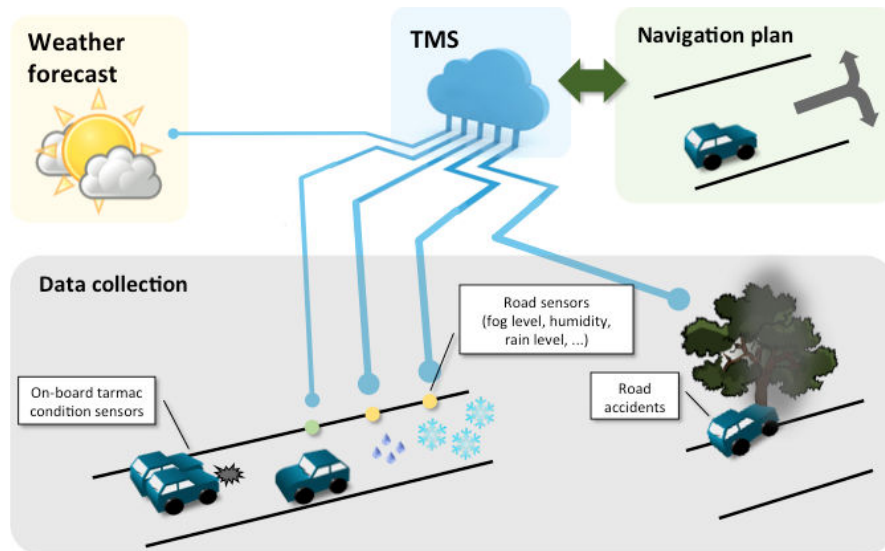 Weather
forecast
TMS
Navigation plan
Data collection
Road sensors
(fog level, humidity,
rain level, ...)
On-board tarmac
condition sensors
Road
accidents